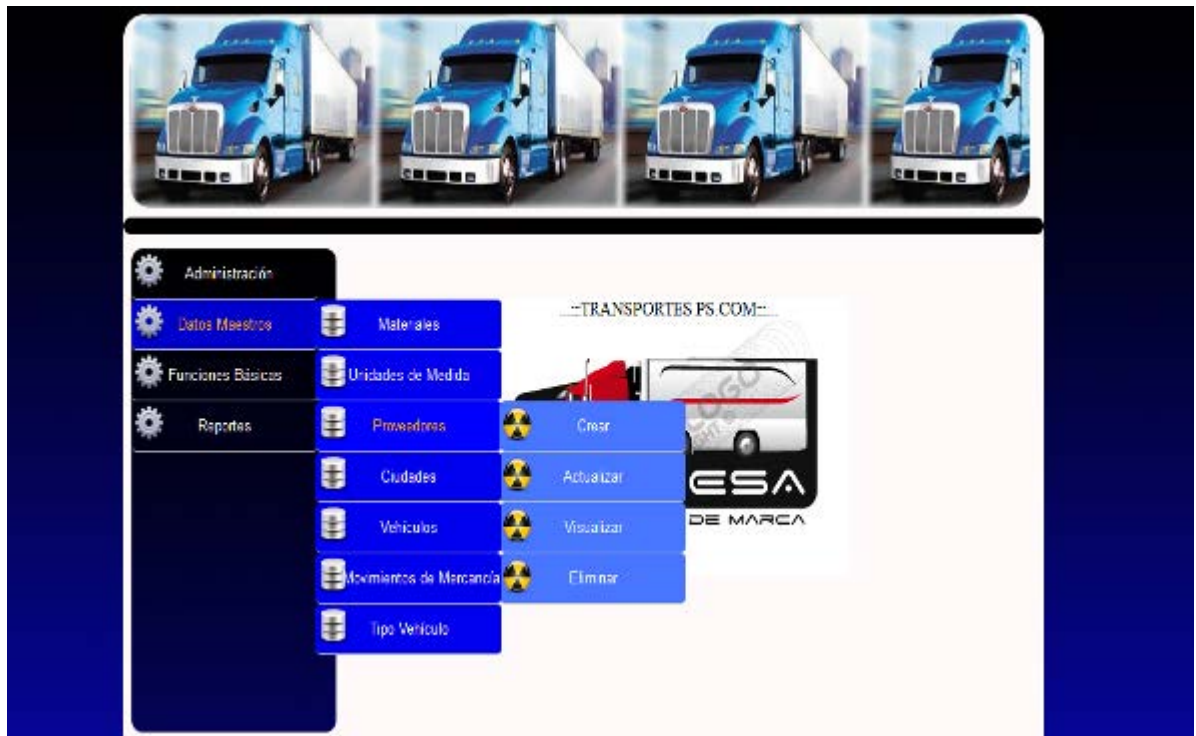 Administración
Datos Maestros
Funciones Básicas
Reportes
Materiales
Unidades de Medida
Proveedores
Ciudades
Vehículos
Movimientos de Mercancía
Tipo Vehículo
Crear
Actualizar
Visualizar
Eliminar
--TRANSPORTES PS.COM--
LOGO
ESA
DE MARCA